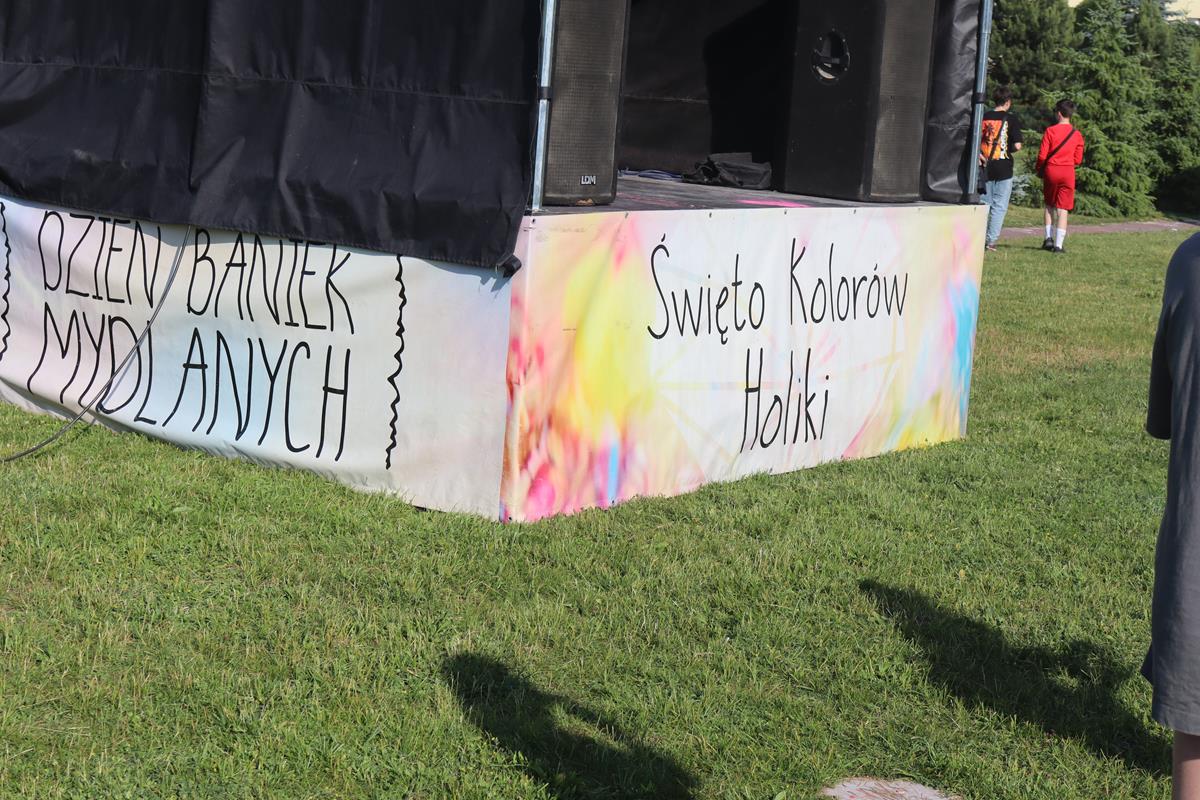 DZIEŃ BANIEK
MYDLANYCH
Święto Kolorów
Holiki
LDM